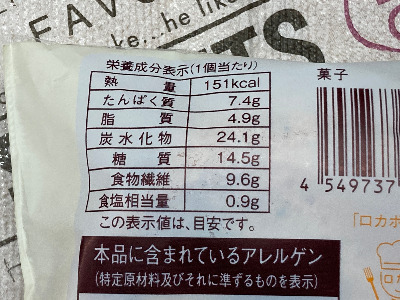 FAVO
ke...he like
栄養成分表示(1個当たり)
熱量 151kcal
たんぱく質 7.4g
脂質 4.9g
炭水化物 24.1g
糖質 14.5g
食物繊維 9.6g
食塩相当量 0.9g
この表示値は、目安です。
菓子
4 549737
「ロカボ
本品に含まれているアレルゲン
(特定原材料及びそれに準ずるものを表示)